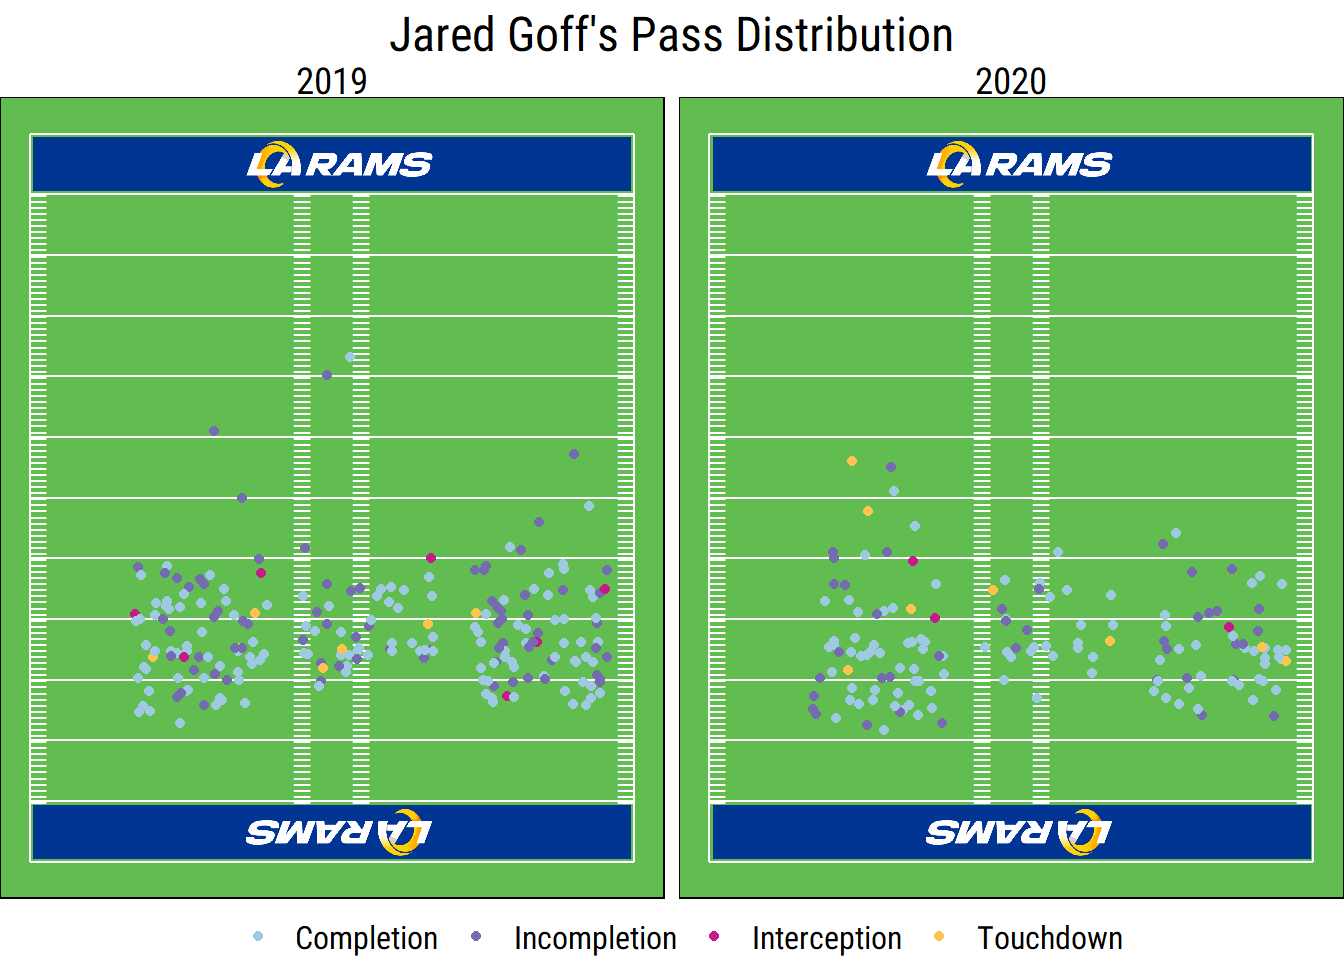 Jared Goff's Pass Distribution
2019 2020
LA RAMS LA RAMS
LA RAMS LA RAMS
Completion Incompletion Interception Touchdown